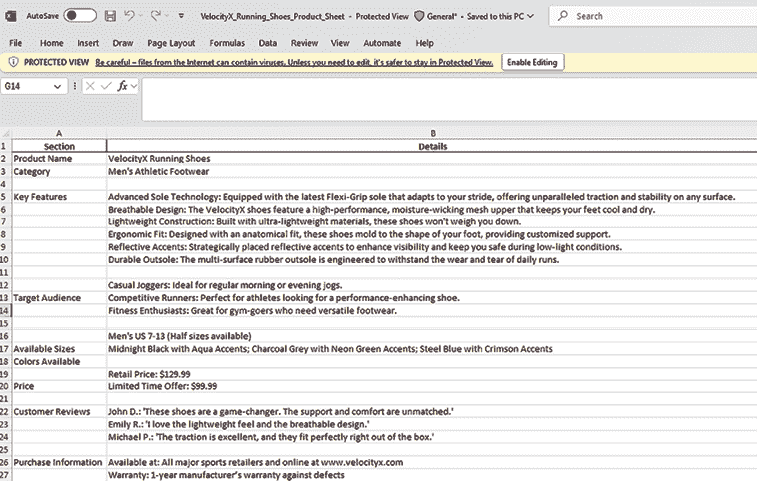 AutoSave Off VelocityX_Running_Shoes_Product_Sheet - Protected View General* • Saved to this PC Search
File Home Insert Draw Page Layout Formulas Data Review View Automate Help
PROTECTED VIEW Be careful – files from the Internet can contain viruses. Unless you need to edit, it's safer to stay in Protected View. Enable Editing
G14 fx
A B
1 Section Details
2 Product Name VelocityX Running Shoes
3 Category Men's Athletic Footwear
4
5 Key Features Advanced Sole Technology: Equipped with the latest Flexi-Grip sole that adapts to your stride, offering unparalleled traction and stability on any surface.
6 Breathable Design: The VelocityX shoes feature a high-performance, moisture-wicking mesh upper that keeps your feet cool and dry.
7 Lightweight Construction: Built with ultra-lightweight materials, these shoes won't weigh you down.
8 Ergonomic Fit: Designed with an anatomical fit, these shoes mold to the shape of your foot, providing customized support.
9 Reflective Accents: Strategically placed reflective accents to enhance visibility and keep you safe during low-light conditions.
10 Durable Outsole: The multi-surface rubber outsole is engineered to withstand the wear and tear of daily runs.
11
12 Casual Joggers: Ideal for regular morning or evening jogs.
13 Target Audience Competitive Runners: Perfect for athletes looking for a performance-enhancing shoe.
14 Fitness Enthusiasts: Great for gym-goers who need versatile footwear.
15
16 Men's US 7-13 (Half sizes available)
17 Available Sizes Midnight Black with Aqua Accents; Charcoal Grey with Neon Green Accents; Steel Blue with Crimson Accents
18 Colors Available
19 Retail Price: $129.99
20 Price Limited Time Offer: $99.99
21
22 Customer Reviews John D.: 'These shoes are a game-changer. The support and comfort are unmatched.'
23 Emily R.: 'I love the lightweight feel and the breathable design.'
24 Michael P.: 'The traction is excellent, and they fit perfectly right out of the box.'
25
26 Purchase Information Available at: All major sports retailers and online at www.velocityx.com
27 Warranty: 1-year manufacturer's warranty against defects